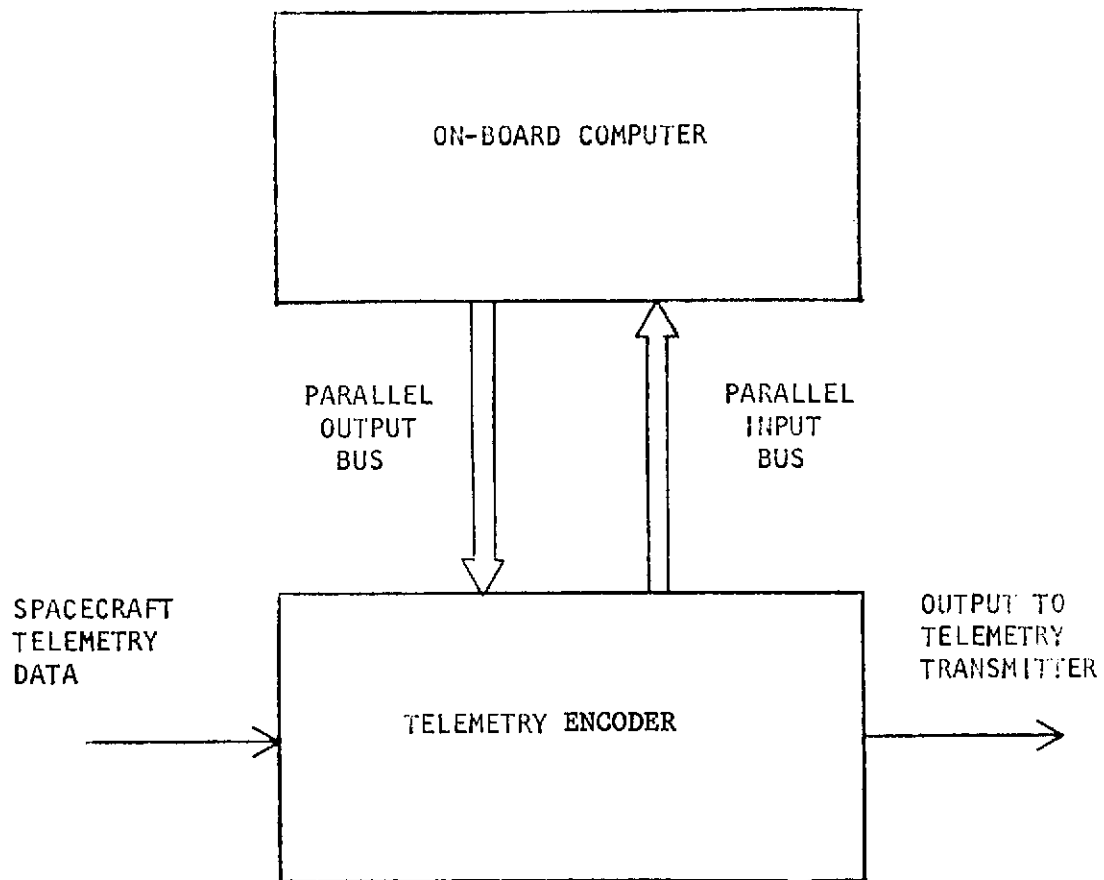 ON-BOARD COMPUTER
PARALLEL
OUTPUT
BUS
PARALLEL
INPUT
BUS
SPACECRAFT
TELEMETRY
DATA
OUTPUT TO
TELEMETRY
TRANSMITTER
TELEMETRY ENCODER